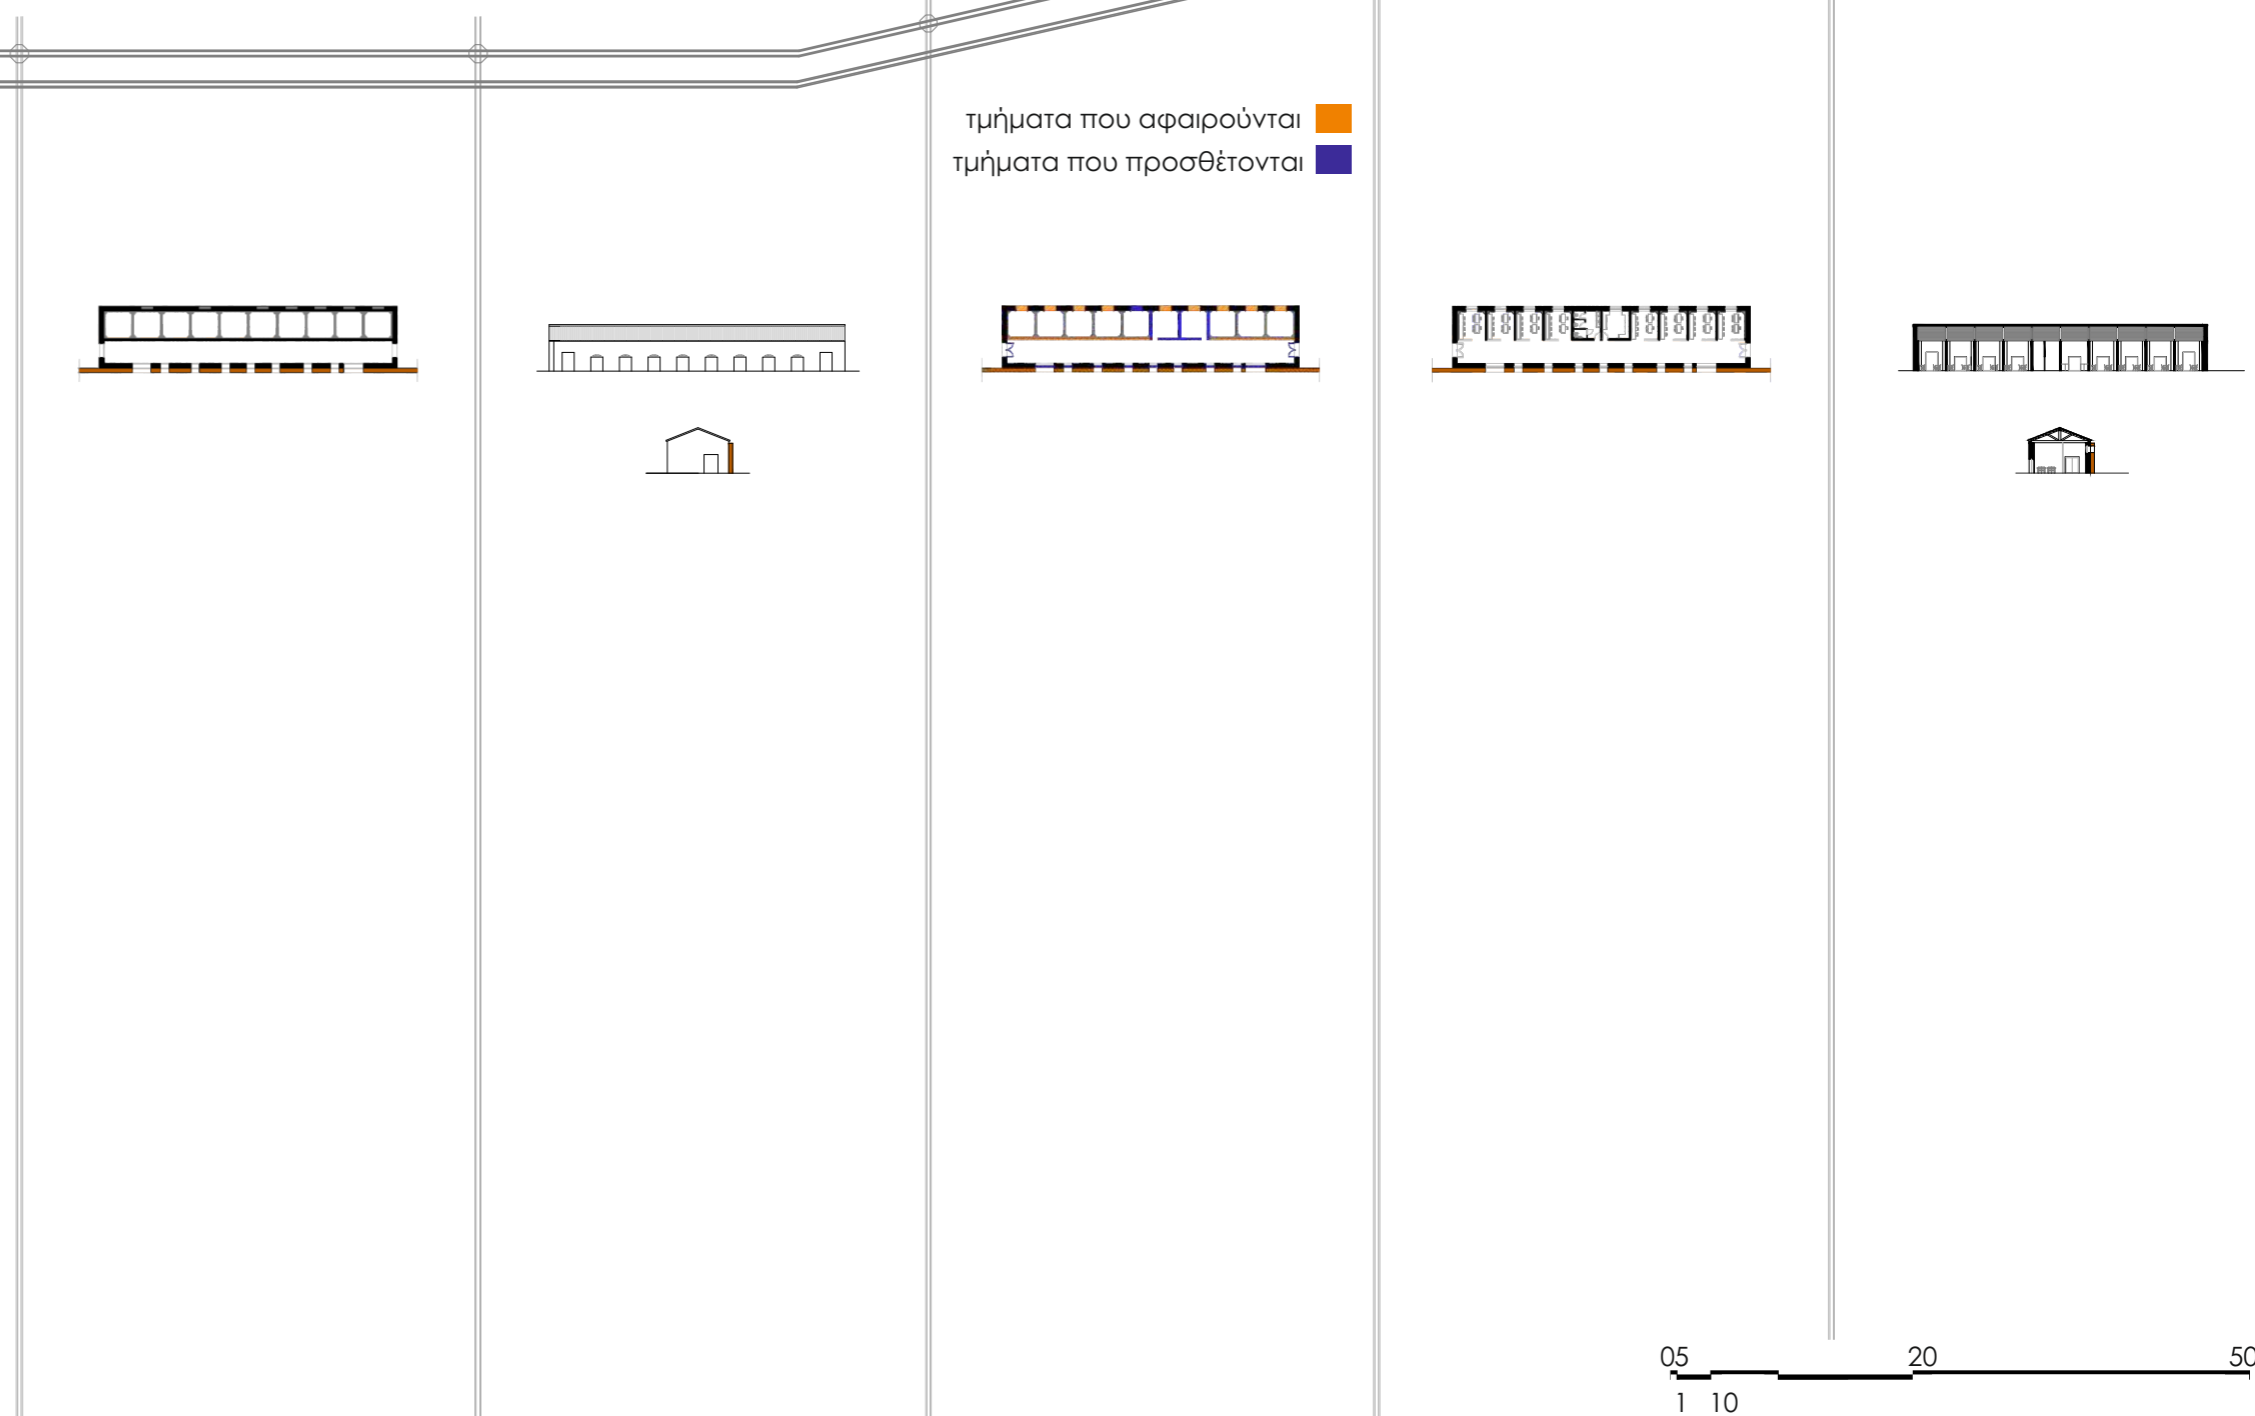 τμήματα που αφαιρούνται
τμήματα που προσθέτονται
05 20 50
1 10